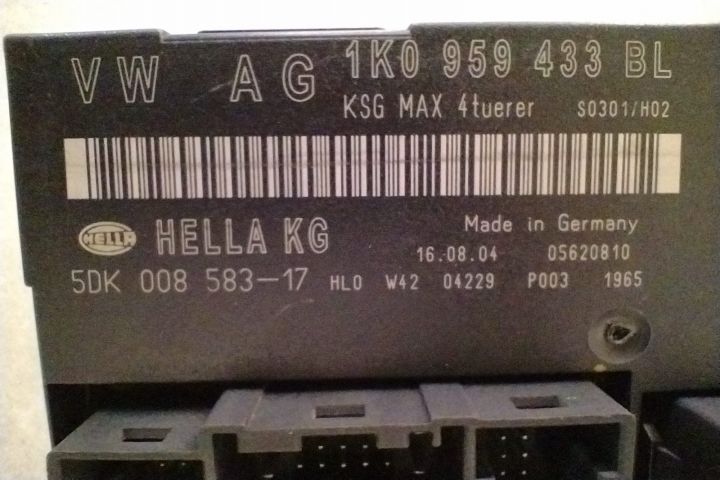 VW AG 1K0 959 433 BL
KSG MAX 4tuerer S0301/H02
HELLA HELLA KG Made in Germany
16.08.04 05620810
5DK 008 583-17 HL0 W42 04229 P003 1965